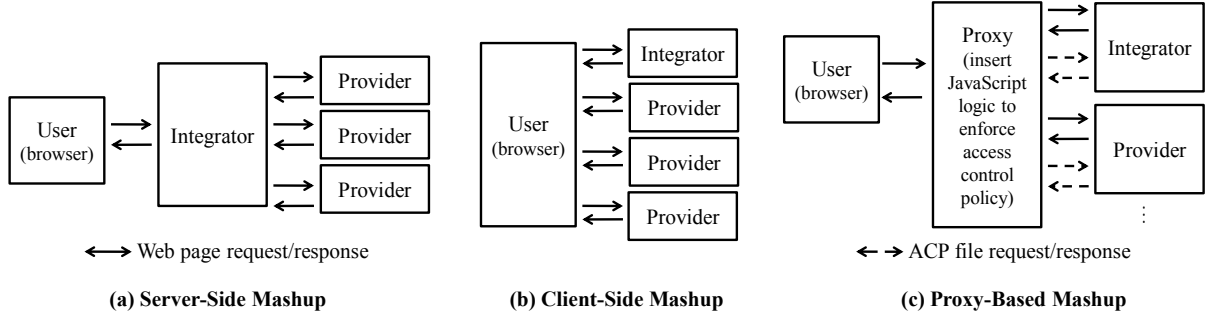 User
(browser)
Integrator
Provider
Provider
Provider
Web page request/response
(a) Server-Side Mashup
User
(browser)
Integrator
Provider
Provider
Provider
(b) Client-Side Mashup
User
(browser)
Proxy
(insert
JavaScript
logic to
enforce
access
control
policy)
Integrator
Provider
⋮
ACP file request/response
(c) Proxy-Based Mashup